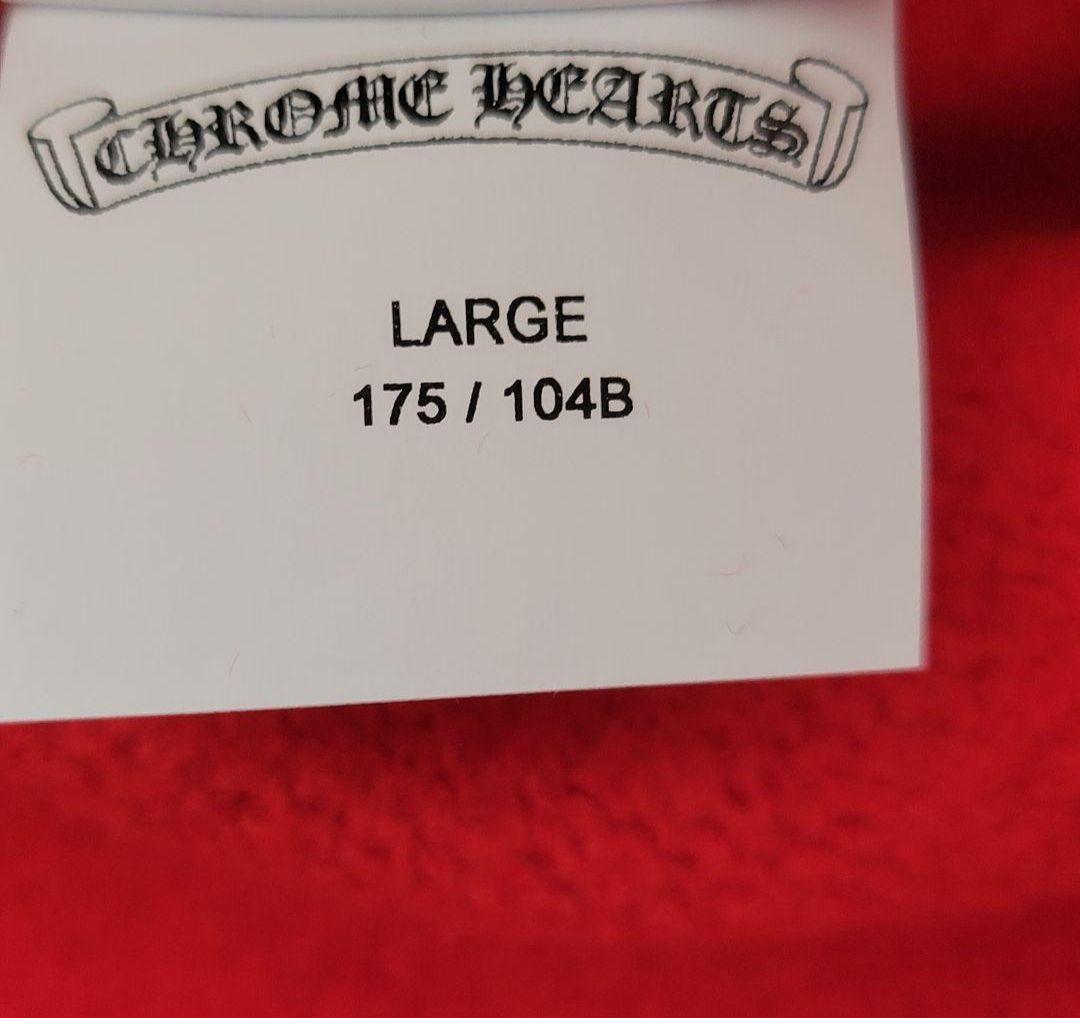 CHROME HEARTS
LARGE
175 / 104B